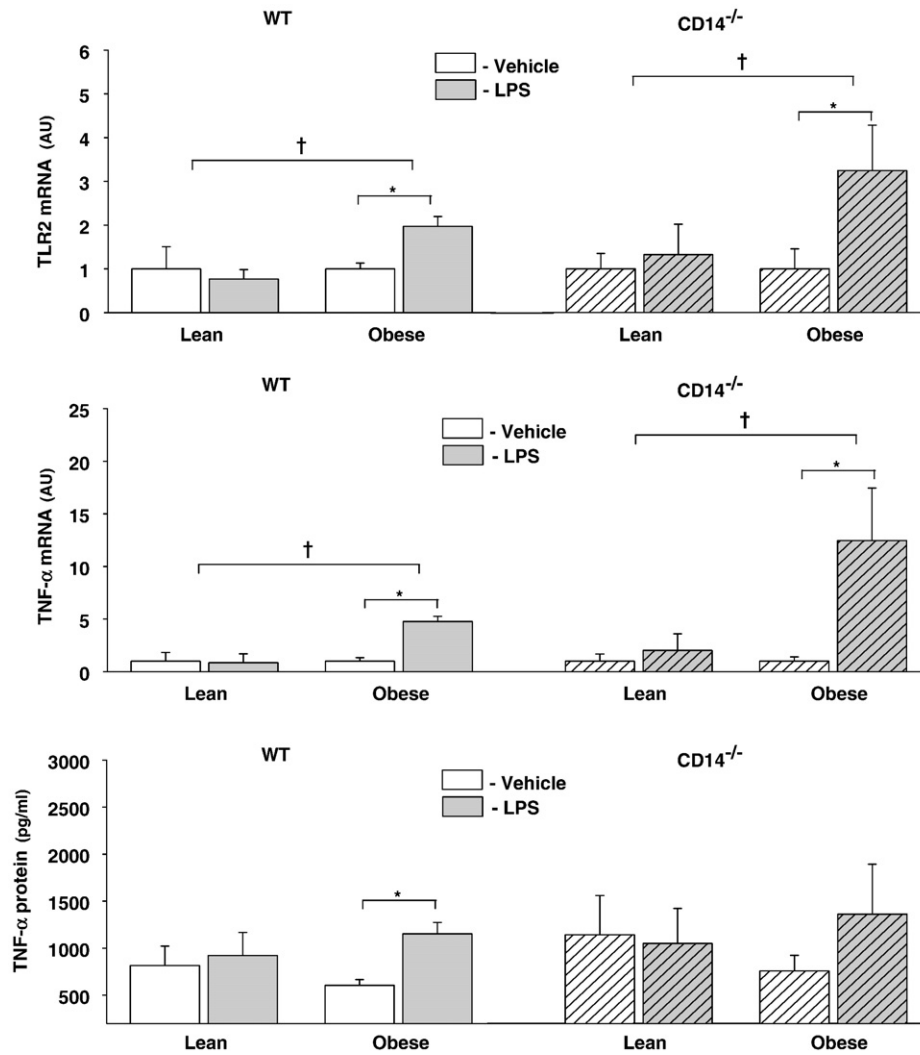 WT
CD14-/-
- Vehicle
- LPS
TLR2 mRNA (AU)
6
5
4
3
2
1
0
†
*
†
*
Lean
Obese
Lean
Obese
WT
CD14-/-
- Vehicle
- LPS
TNF-α mRNA (AU)
25
20
15
10
5
0
†
*
†
*
Lean
Obese
Lean
Obese
WT
CD14-/-
- Vehicle
- LPS
TNF-α protein (pg/ml)
3000
2500
2000
1500
1000
500
*
Lean
Obese
Lean
Obese